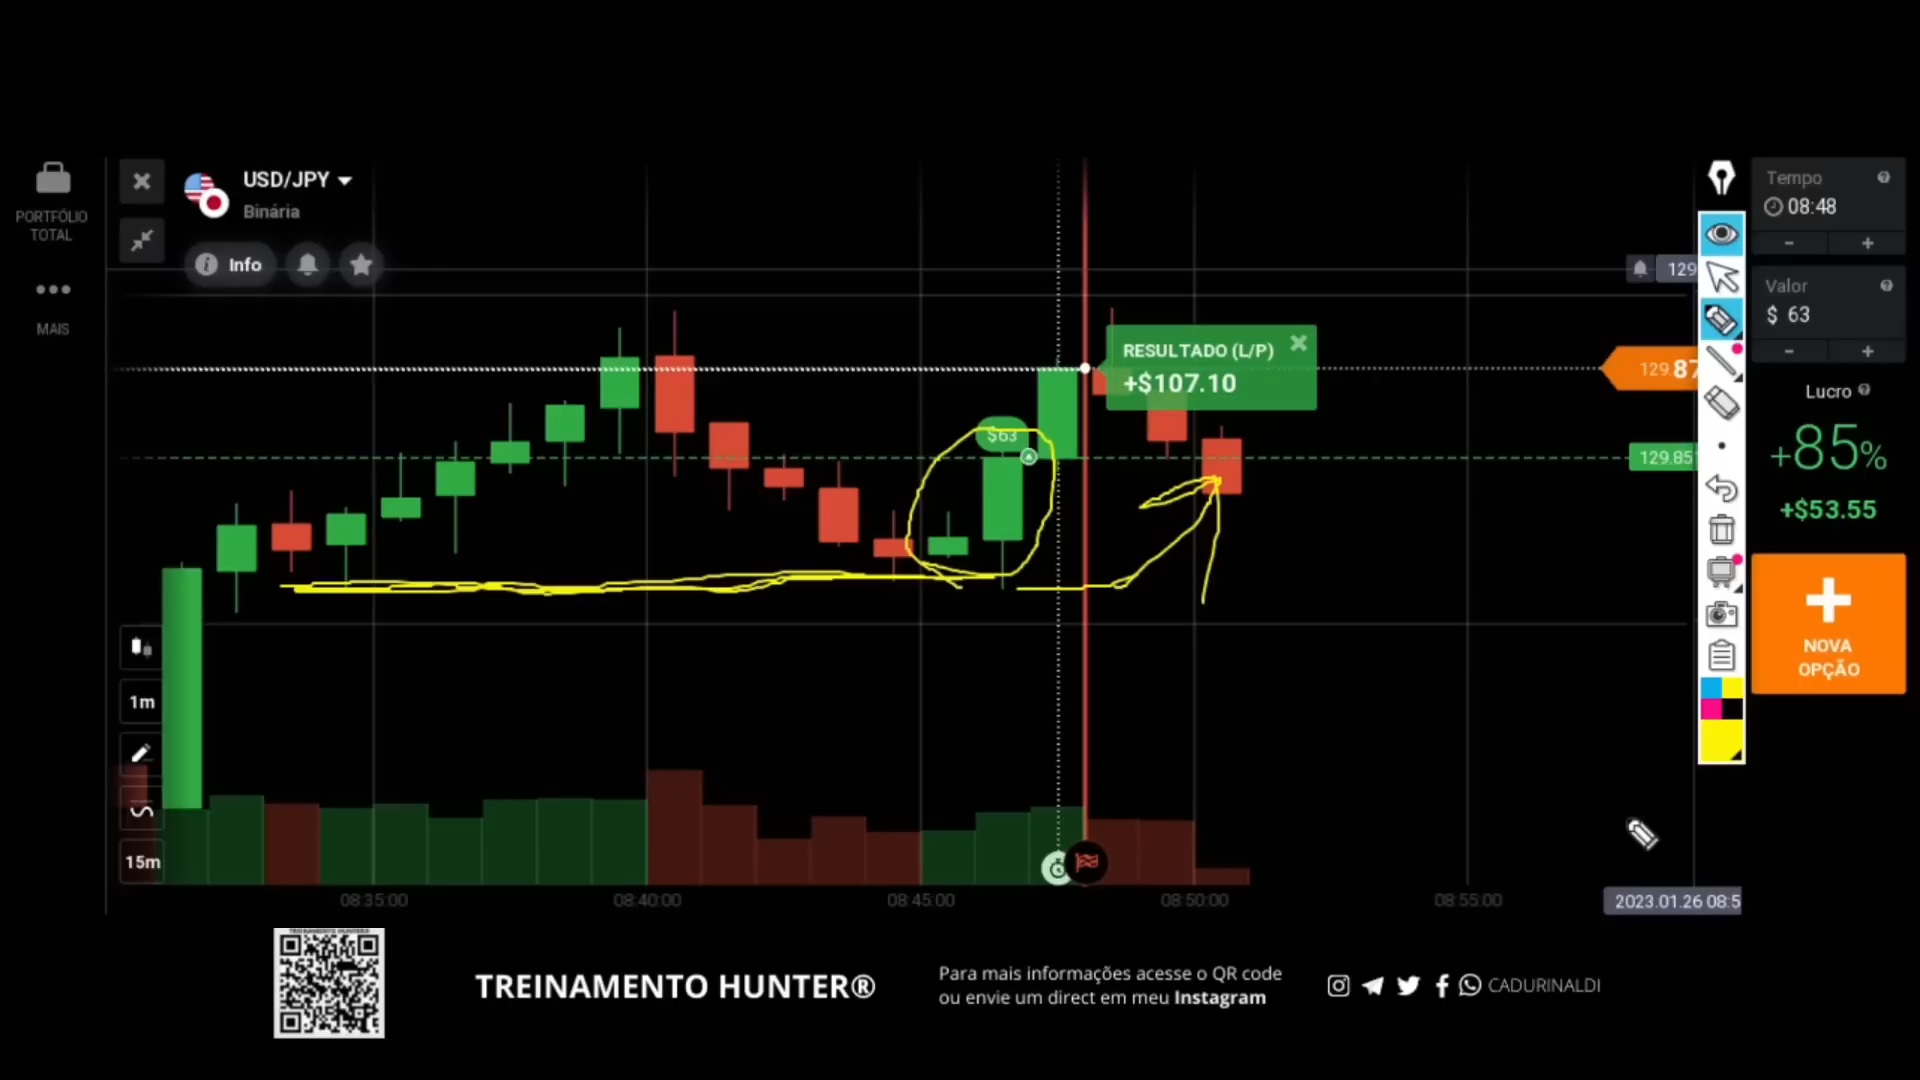 USD/JPY
Binária
Info
PORTFÓLIO
TOTAL
MAIS
Tempo
08:48
- +
Valor
$ 63
- +
129
RESULTADO (L/P)
+$107.10
129.87
Lucro
$63
+85%
129.851
+$53.55
NOVA
OPÇÃO
1m
15m
08:35:00
08:40:00
08:45:00
08:50:00
08:55:00
2023.01.26 08:5
TREINAMENTO HUNTER®
Para mais informações acesse o QR code
ou envie um direct em meu Instagram
CADURINALDI